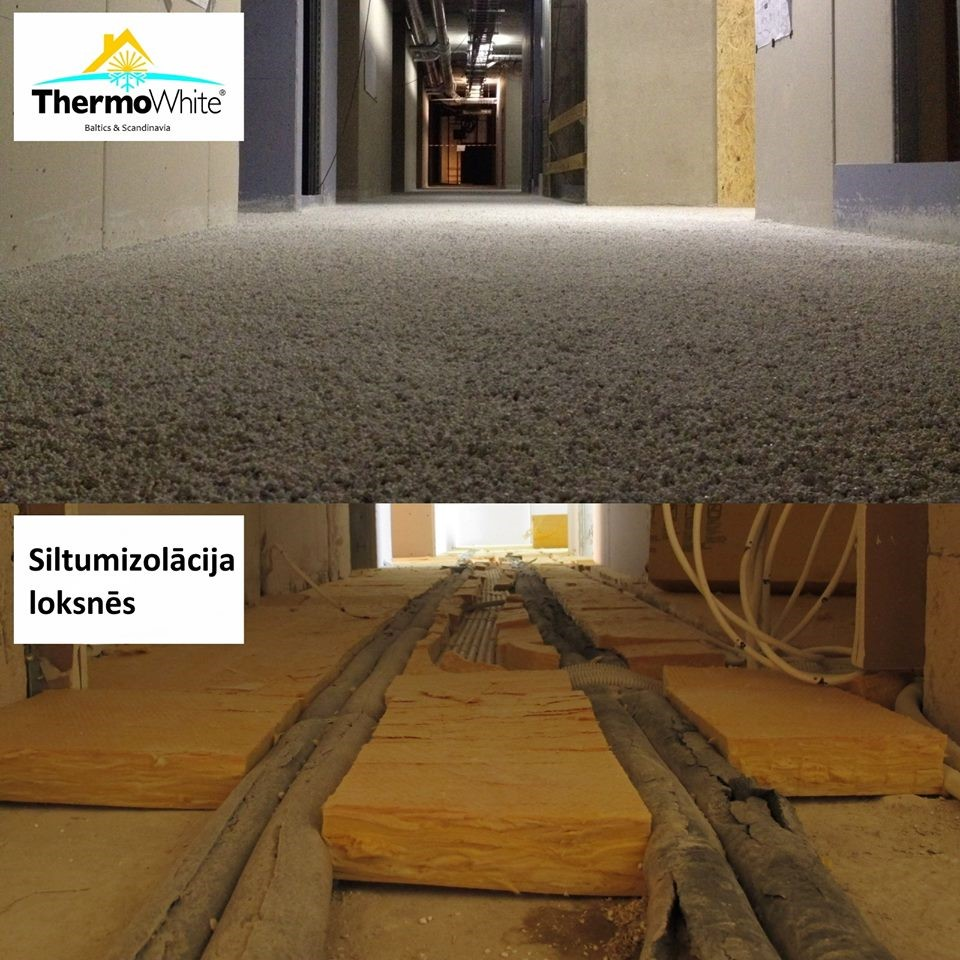 ThermoWhite®
Baltics & Scandinavia
Siltumizolācija
loksnēs